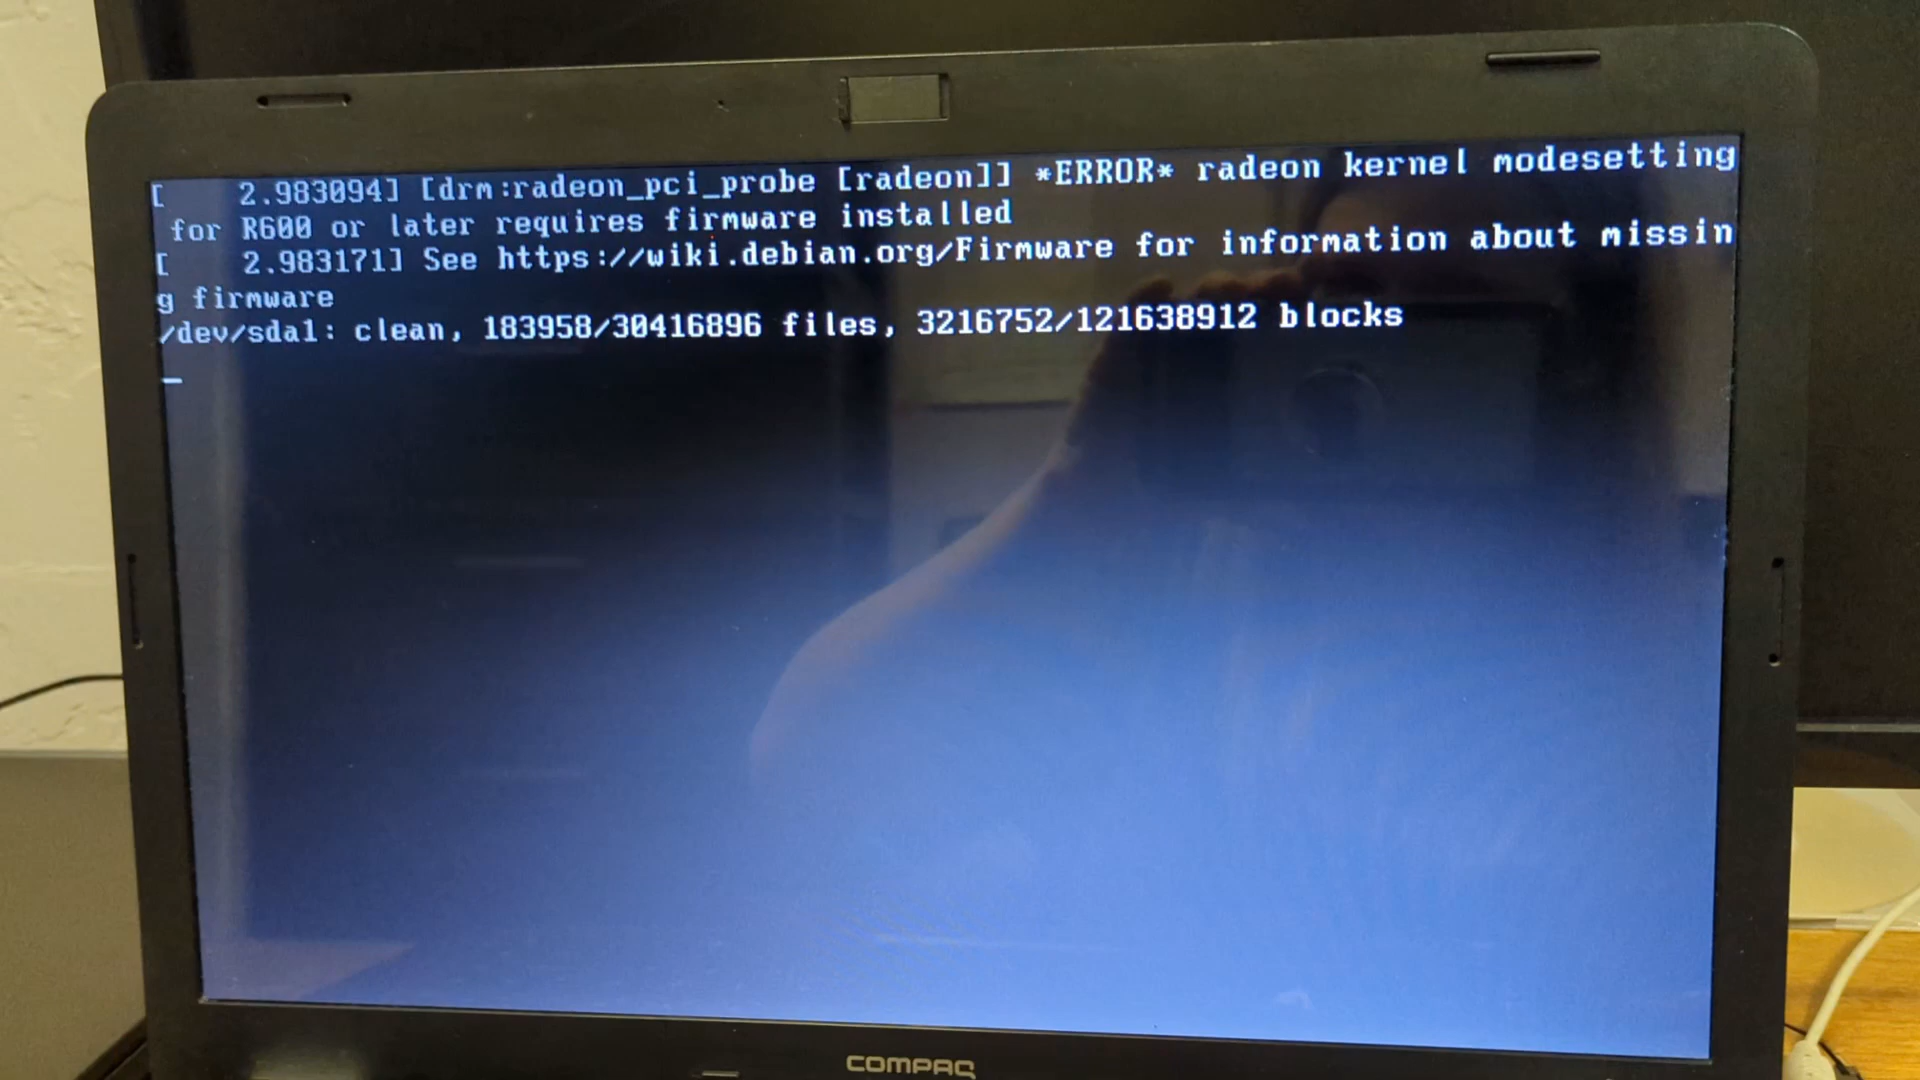 [    2.983094] [drm:radeon_pci_probe [radeon]] *ERROR* radeon kernel modesetting
for R600 or later requires firmware installed
[    2.983171] See https://wiki.debian.org/Firmware for information about missin
g firmware
/dev/sda1: clean, 183958/30416896 files, 3216752/121638912 blocks
_
COMPAQ